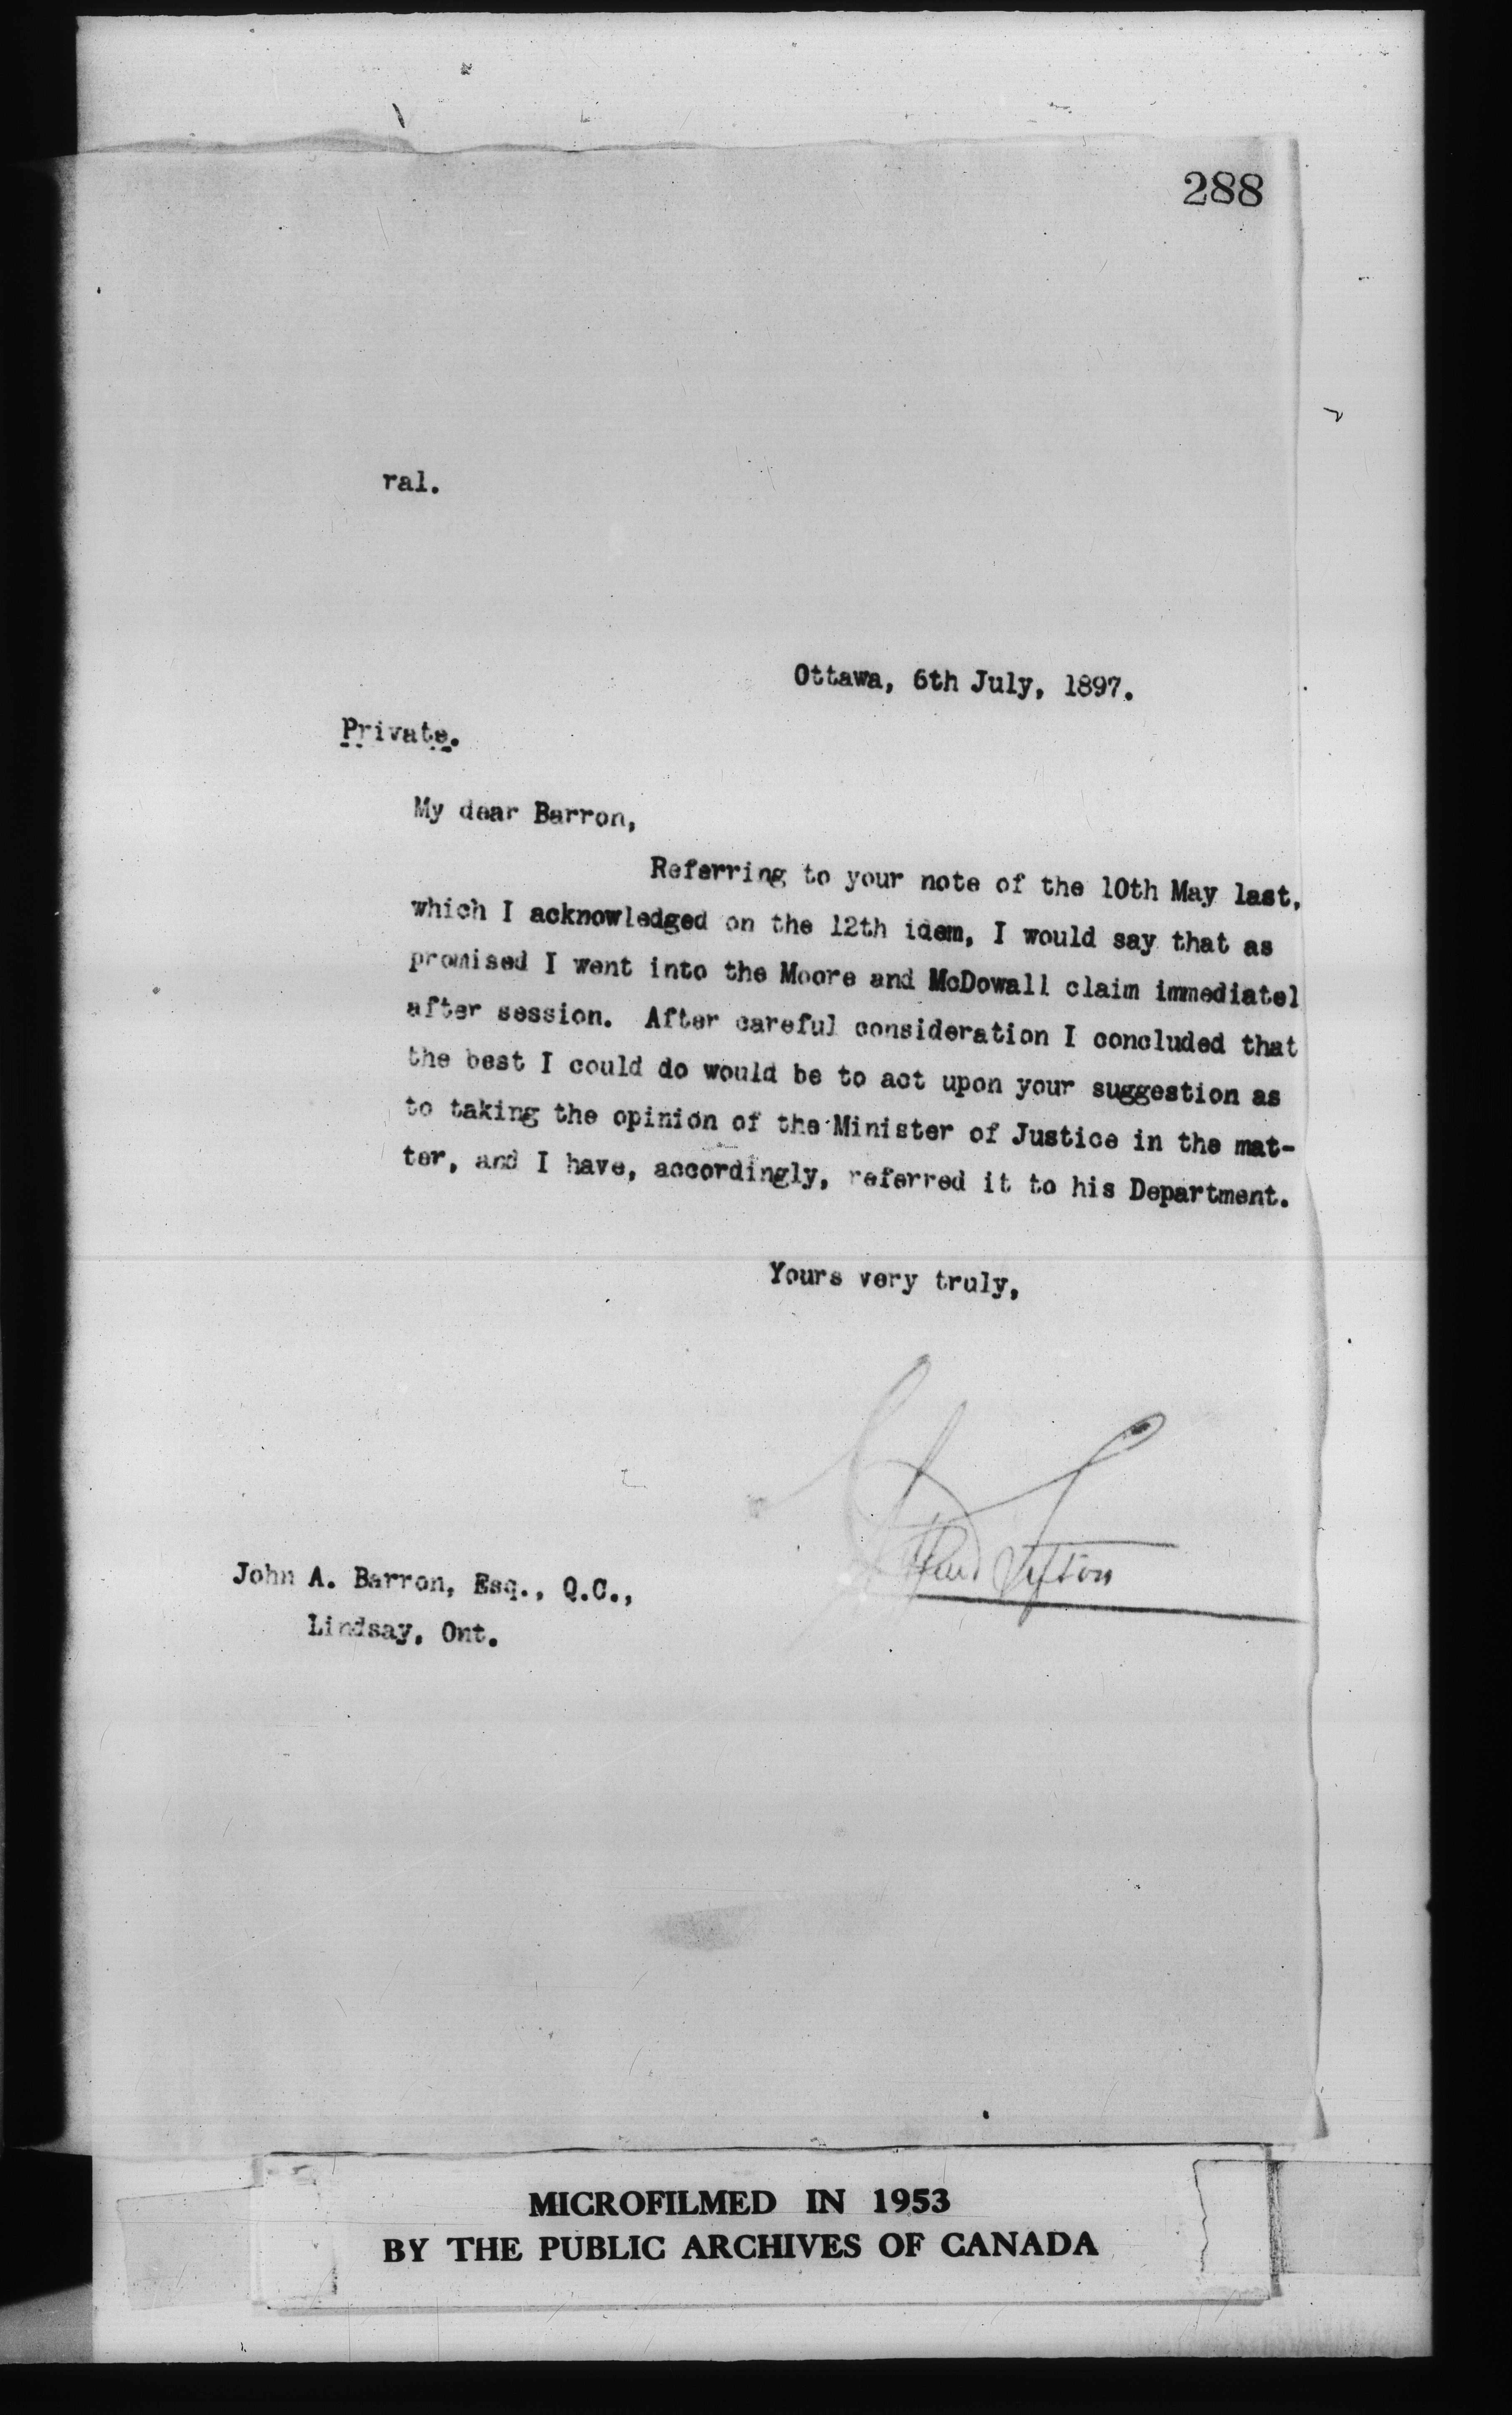 288
ral.
Ottawa, 6th July, 1897.
Private.
My dear Barron,
Referring to your note of the 10th May last,
which I acknowledged on the 12th idem, I would say that as
promised I went into the Moore and McDowall claim immediatel
after session. After careful consideration I concluded that
the best I could do would be to act upon your suggestion as
to taking the opinion of the Minister of Justice in the mat-
ter, and I have, accordingly, referred it to his Department.
Yours very truly,
Clifford Sifton
John A. Barron, Esq., Q.C.,
Lindsay, Ont.
MICROFILMED IN 1953
BY THE PUBLIC ARCHIVES OF CANADA